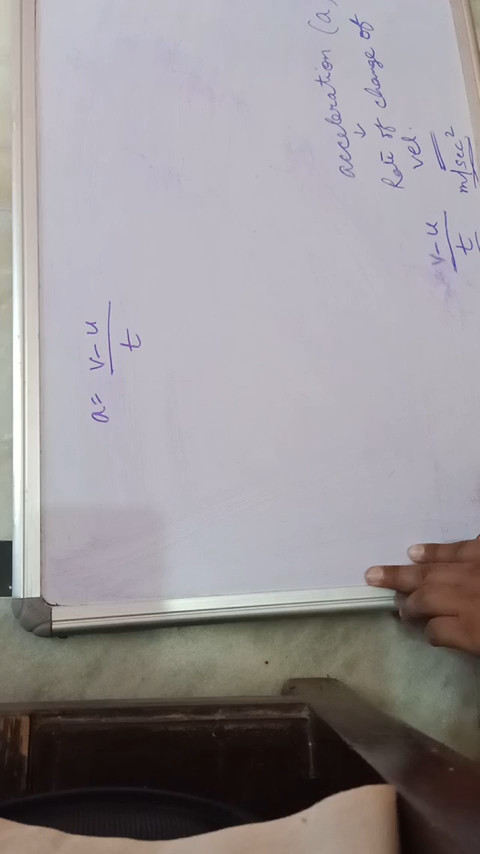 a = v-u
t
acceleration (a)
↓
Rate of change of
vel.
v-u m/sec²
t